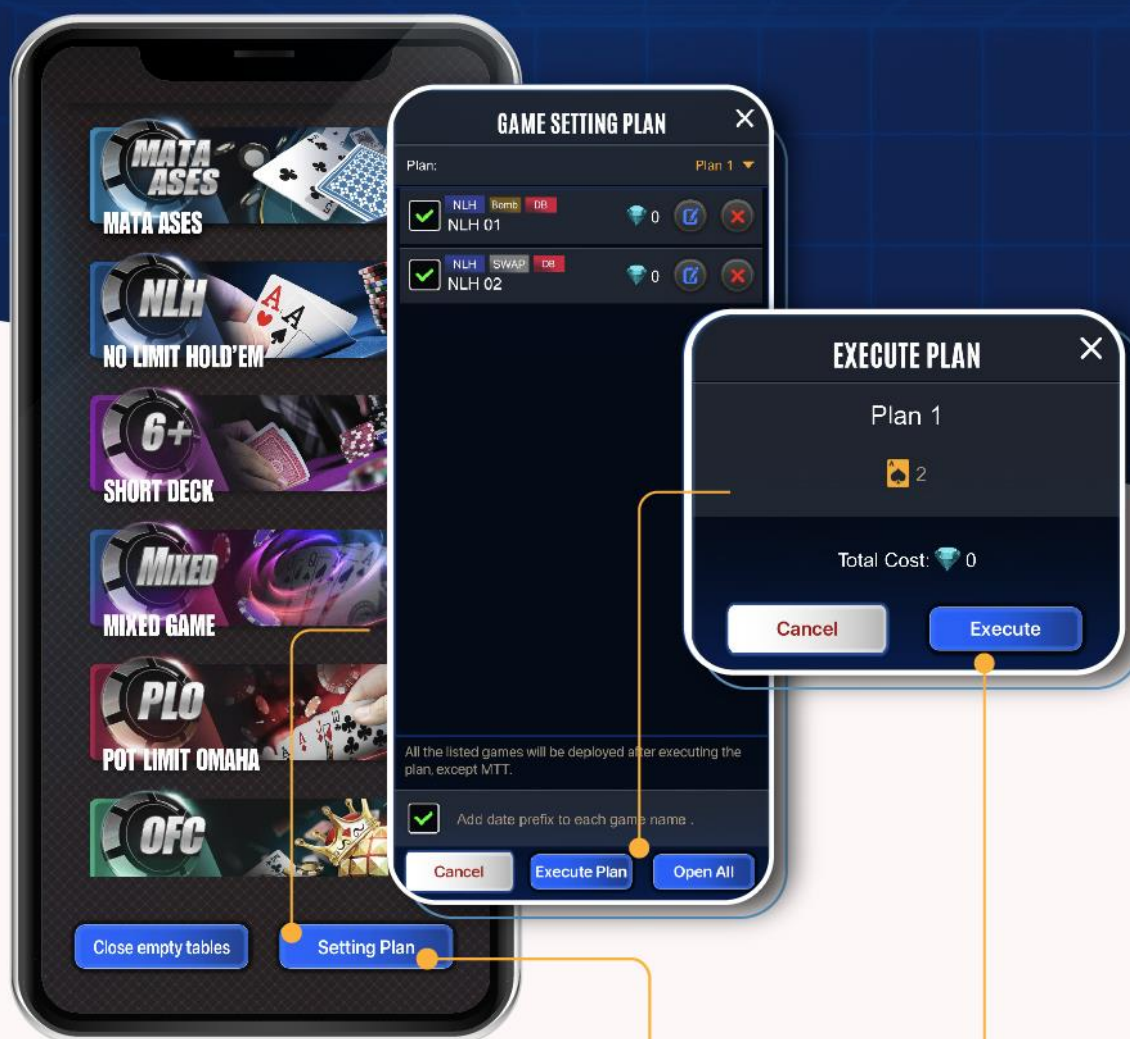 MATA
ASES
MATA ASES
NLH
NO LIMIT HOLD'EM
6+
SHORT DECK
MIXED
MIXED GAME
PLO
POT LIMIT OMAHA
OFC
Close empty tables
Setting Plan
GAME SETTING PLAN
Plan:
Plan 1
NLH Bomb DB
NLH 01
0
NLH SWAP DB
NLH 02
0
All the listed games will be deployed after executing the
plan, except MTT.
Add date prefix to each game name .
Cancel
Execute Plan
Open All
EXECUTE PLAN
Plan 1
2
Total Cost: 0
Cancel
Execute